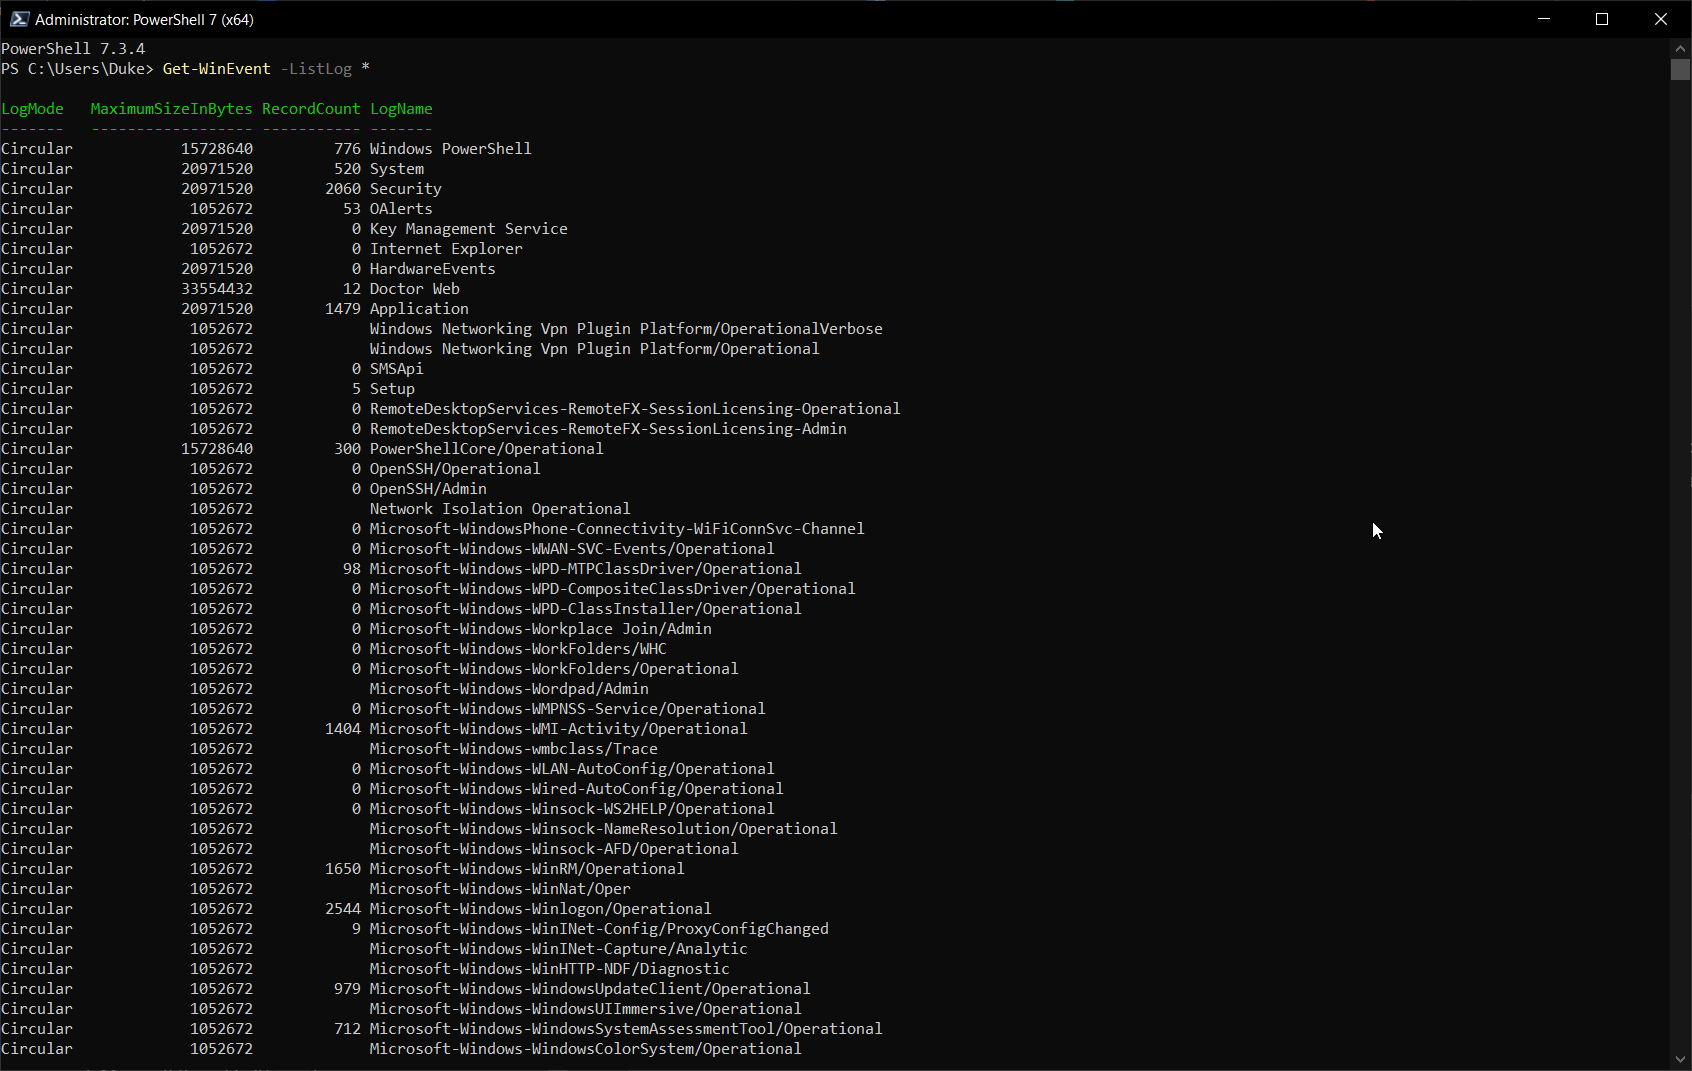 Administrator: PowerShell 7 (x64)
PowerShell 7.3.4
PS C:\Users\Duke> Get-WinEvent -ListLog *
LogMode   MaximumSizeInBytes RecordCount LogName
-------   ------------------ ----------- -------
Circular            15728640         776 Windows PowerShell
Circular            20971520         520 System
Circular            20971520        2060 Security
Circular             1052672          53 OAlerts
Circular            20971520           0 Key Management Service
Circular             1052672           0 Internet Explorer
Circular            20971520           0 HardwareEvents
Circular            33554432          12 Doctor Web
Circular            20971520        1479 Application
Circular             1052672             Windows Networking Vpn Plugin Platform/OperationalVerbose
Circular             1052672             Windows Networking Vpn Plugin Platform/Operational
Circular             1052672           0 SMSApi
Circular             1052672           5 Setup
Circular             1052672           0 RemoteDesktopServices-RemoteFX-SessionLicensing-Operational
Circular             1052672           0 RemoteDesktopServices-RemoteFX-SessionLicensing-Admin
Circular            15728640         300 PowerShellCore/Operational
Circular             1052672           0 OpenSSH/Operational
Circular             1052672           0 OpenSSH/Admin
Circular             1052672             Network Isolation Operational
Circular             1052672           0 Microsoft-WindowsPhone-Connectivity-WiFiConnSvc-Channel
Circular             1052672           0 Microsoft-Windows-WWAN-SVC-Events/Operational
Circular             1052672          98 Microsoft-Windows-WPD-MTPClassDriver/Operational
Circular             1052672           0 Microsoft-Windows-WPD-CompositeClassDriver/Operational
Circular             1052672           0 Microsoft-Windows-WPD-ClassInstaller/Operational
Circular             1052672           0 Microsoft-Windows-Workplace Join/Admin
Circular             1052672           0 Microsoft-Windows-WorkFolders/WHC
Circular             1052672           0 Microsoft-Windows-WorkFolders/Operational
Circular             1052672             Microsoft-Windows-Wordpad/Admin
Circular             1052672           0 Microsoft-Windows-WMPNSS-Service/Operational
Circular             1052672        1404 Microsoft-Windows-WMI-Activity/Operational
Circular             1052672             Microsoft-Windows-wmbclass/Trace
Circular             1052672           0 Microsoft-Windows-WLAN-AutoConfig/Operational
Circular             1052672           0 Microsoft-Windows-Wired-AutoConfig/Operational
Circular             1052672           0 Microsoft-Windows-Winsock-WS2HELP/Operational
Circular             1052672             Microsoft-Windows-Winsock-NameResolution/Operational
Circular             1052672             Microsoft-Windows-Winsock-AFD/Operational
Circular             1052672        1650 Microsoft-Windows-WinRM/Operational
Circular             1052672             Microsoft-Windows-WinNat/Oper
Circular             1052672        2544 Microsoft-Windows-Winlogon/Operational
Circular             1052672           9 Microsoft-Windows-WinINet-Config/ProxyConfigChanged
Circular             1052672             Microsoft-Windows-WinINet-Capture/Analytic
Circular             1052672             Microsoft-Windows-WinHTTP-NDF/Diagnostic
Circular             1052672         979 Microsoft-Windows-WindowsUpdateClient/Operational
Circular             1052672             Microsoft-Windows-WindowsUIImmersive/Operational
Circular             1052672         712 Microsoft-Windows-WindowsSystemAssessmentTool/Operational
Circular             1052672             Microsoft-Windows-WindowsColorSystem/Operational